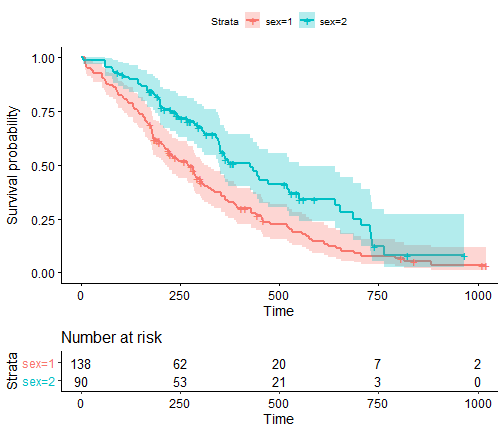 Strata sex=1 sex=2
1.00
0.75
0.50
0.25
0.00
Survival probability
0 250 500 750 1000
Time
Number at risk
Strata
sex=1 138 62 20 7 2
sex=2 90 53 21 3 0
0 250 500 750 1000
Time